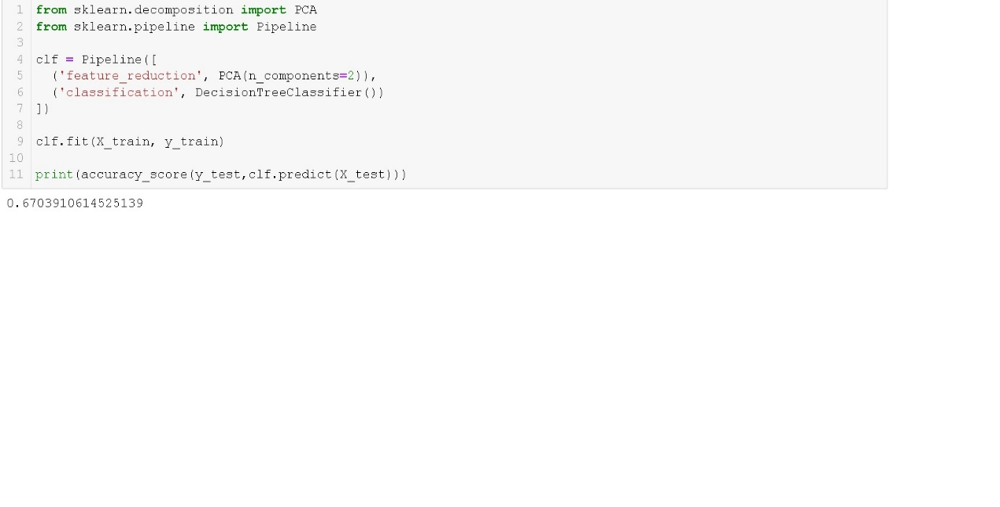 1 from sklearn.decomposition import PCA
2 from sklearn.pipeline import Pipeline
3
4 clf = Pipeline([
5   ('feature_reduction', PCA(n_components=2)),
6   ('classification', DecisionTreeClassifier())
7 ])
8
9 clf.fit(X_train, y_train)
10
11 print(accuracy_score(y_test,clf.predict(X_test)))
0.6703910614525139